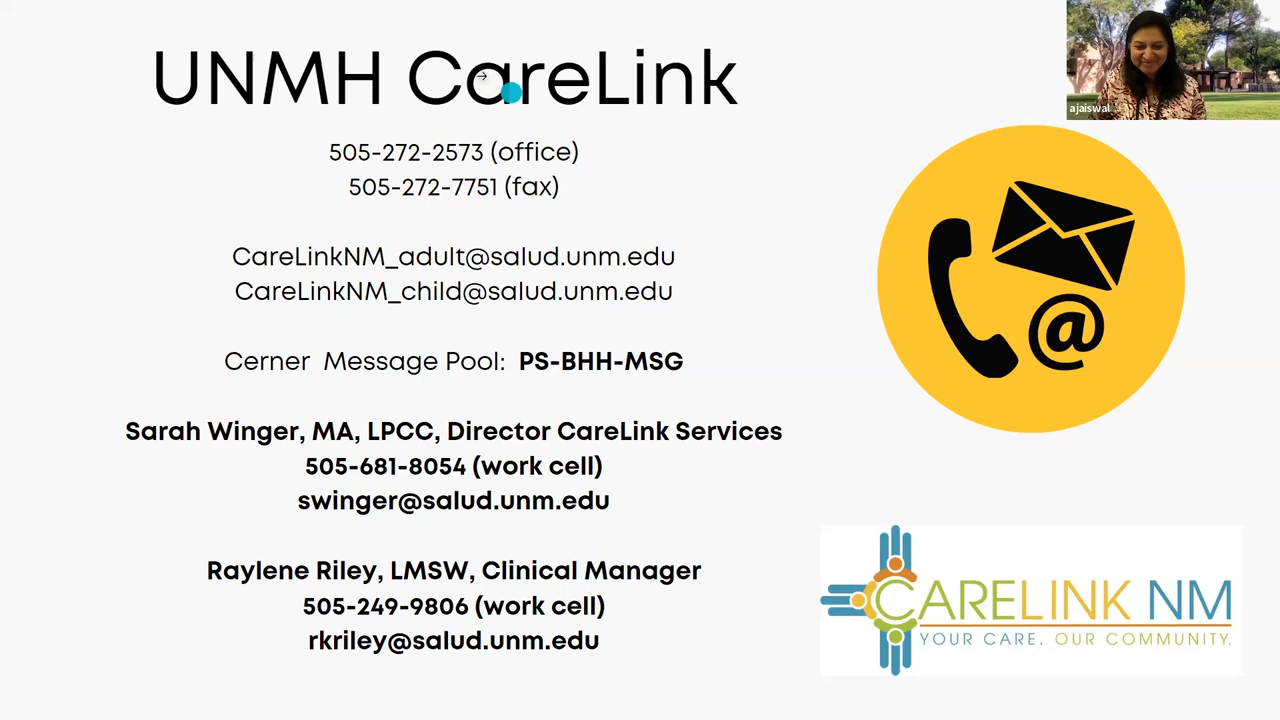 UNMH CareLink
ajaiswal
505-272-2573 (office)
505-272-7751 (fax)
CareLinkNM_adult@salud.unm.edu
CareLinkNM_child@salud.unm.edu
Cerner Message Pool: PS-BHH-MSG
Sarah Winger, MA, LPCC, Director CareLink Services
505-681-8054 (work cell)
swinger@salud.unm.edu
Raylene Riley, LMSW, Clinical Manager
505-249-9806 (work cell)
rkriley@salud.unm.edu
@
CARELINK NM
YOUR CARE. OUR COMMUNITY.